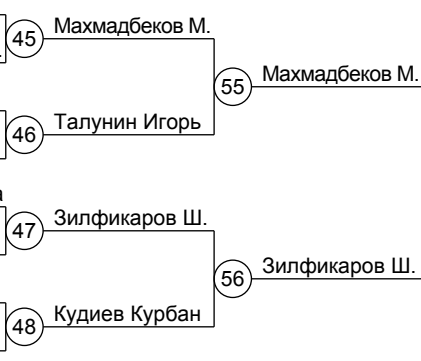 45 Махмадбеков М.
55 Махмадбеков М.
46 Талунин Игорь
а
47 Зилфикаров Ш.
56 Зилфикаров Ш.
48 Кудиев Курбан